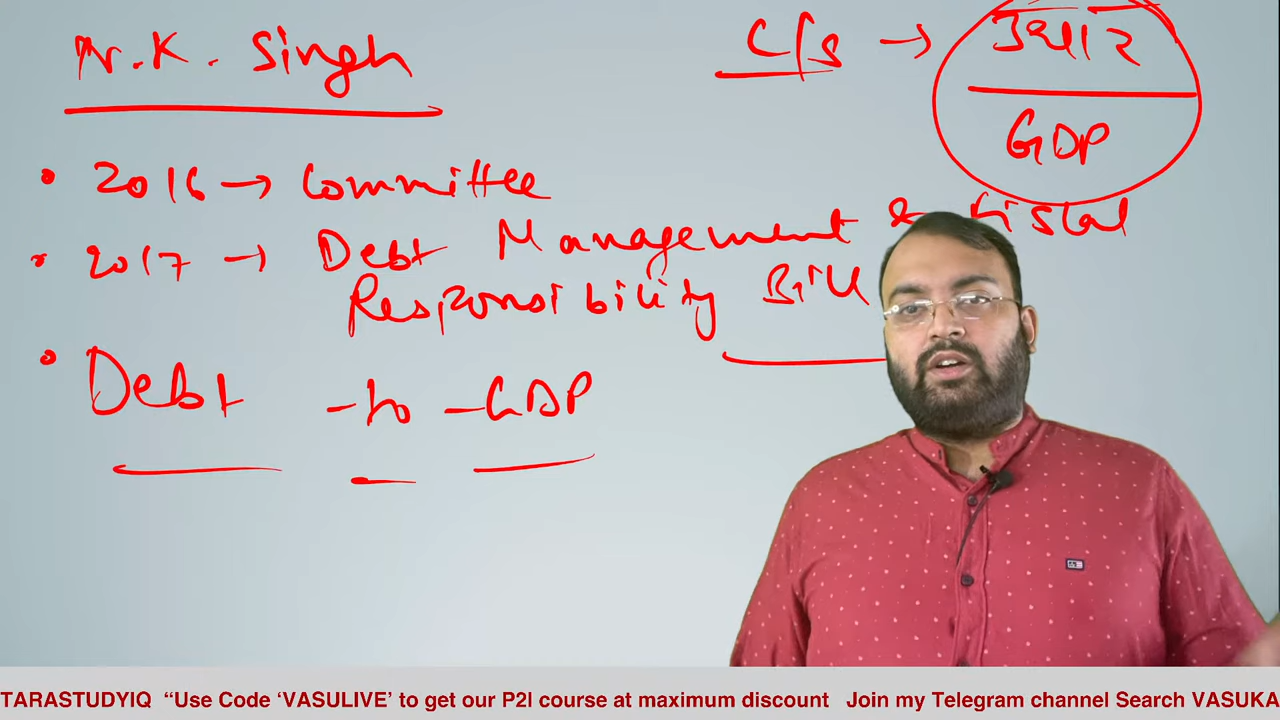 N.K. Singh
C/s → उधार
GDP
• 2016 → Committee
• 2017 → Debt Management & Fiscal
Responsibility Bill
• Debt -to -GDP
TARASTUDYIQ “Use Code ‘VASULIVE’ to get our P2I course at maximum discount Join my Telegram channel Search VASUKA